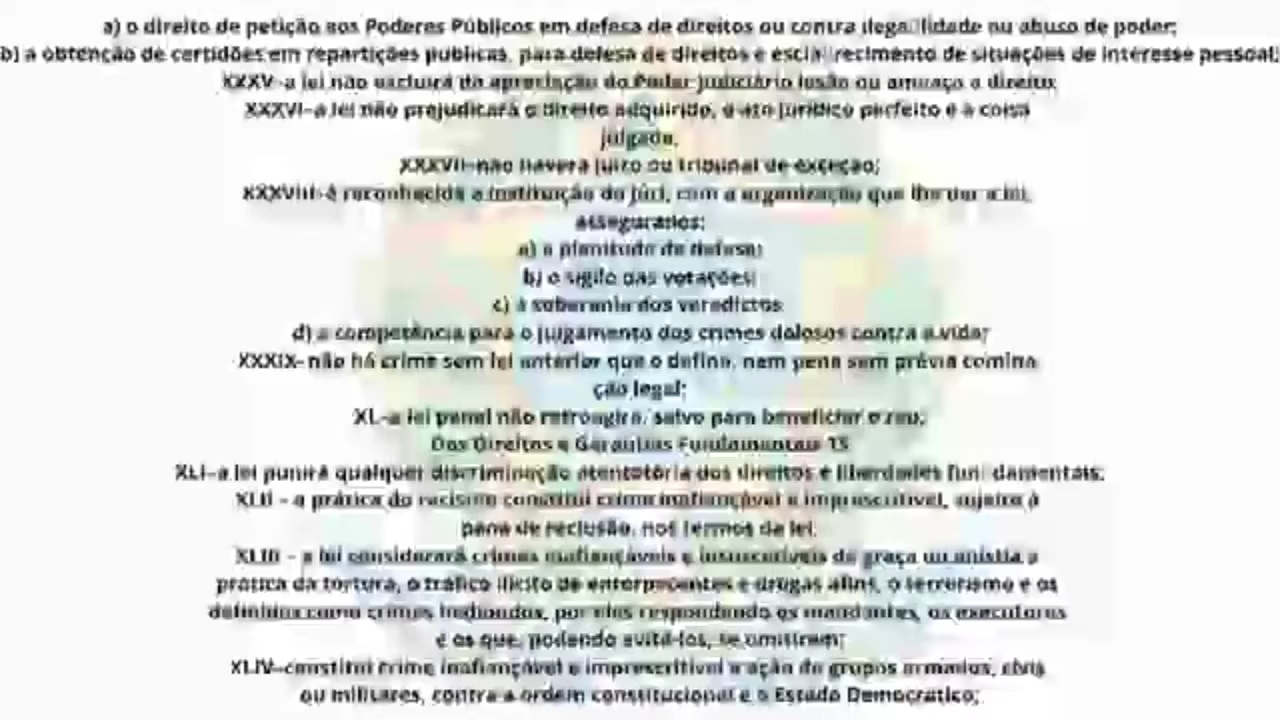 a) o direito de petição aos Poderes Públicos em defesa de direitos ou contra ilega lidade ou abuso de poder;
b) a obtenção de certidões em repartições públicas, para defesa de direitos e escla recimento de situações de interesse pessoal;
XXXV-a lei não excluirá da apreciação do Poder Judiciário lesão ou ameaça a direito;
XXXVI-a lei não prejudicará o direito adquirido, o ato jurídico perfeito e a coisa
julgada;
XXXVII-não haverá juízo ou tribunal de exceção;
XXXVIII-é reconhecida a instituição do júri, com a organização que lhe der a lei,
assegurados:
a) a plenitude de defesa;
b) o sigilo das votações;
c) a soberania dos veredictos
d) a competência para o julgamento dos crimes dolosos contra a vida;
XXXIX- não há crime sem lei anterior que o defina, nem pena sem prévia comina
ção legal;
XL-a lei penal não retroagirá, salvo para beneficiar o réu;
Dos Direitos e Garantias Fundamentais 15
XLI-a lei punirá qualquer discriminação atentatória dos direitos e liberdades fun damentais;
XLII - a prática do racismo constitui crime inafiançável e imprescritível, sujeito à
pena de reclusão, nos termos da lei;
XLIII - a lei considerará crimes inafiançáveis e insuscetíveis de graça ou anistia a
prática da tortura, o tráfico ilícito de entorpecentes e drogas afins, o terrorismo e os
definidos como crimes hediondos, por eles respondendo os mandantes, os executores
e os que, podendo evitá-los, se omitirem;
XLIV-constitui crime inafiançável e imprescritível a ação de grupos armados, civis
ou militares, contra a ordem constitucional e o Estado Democrático;